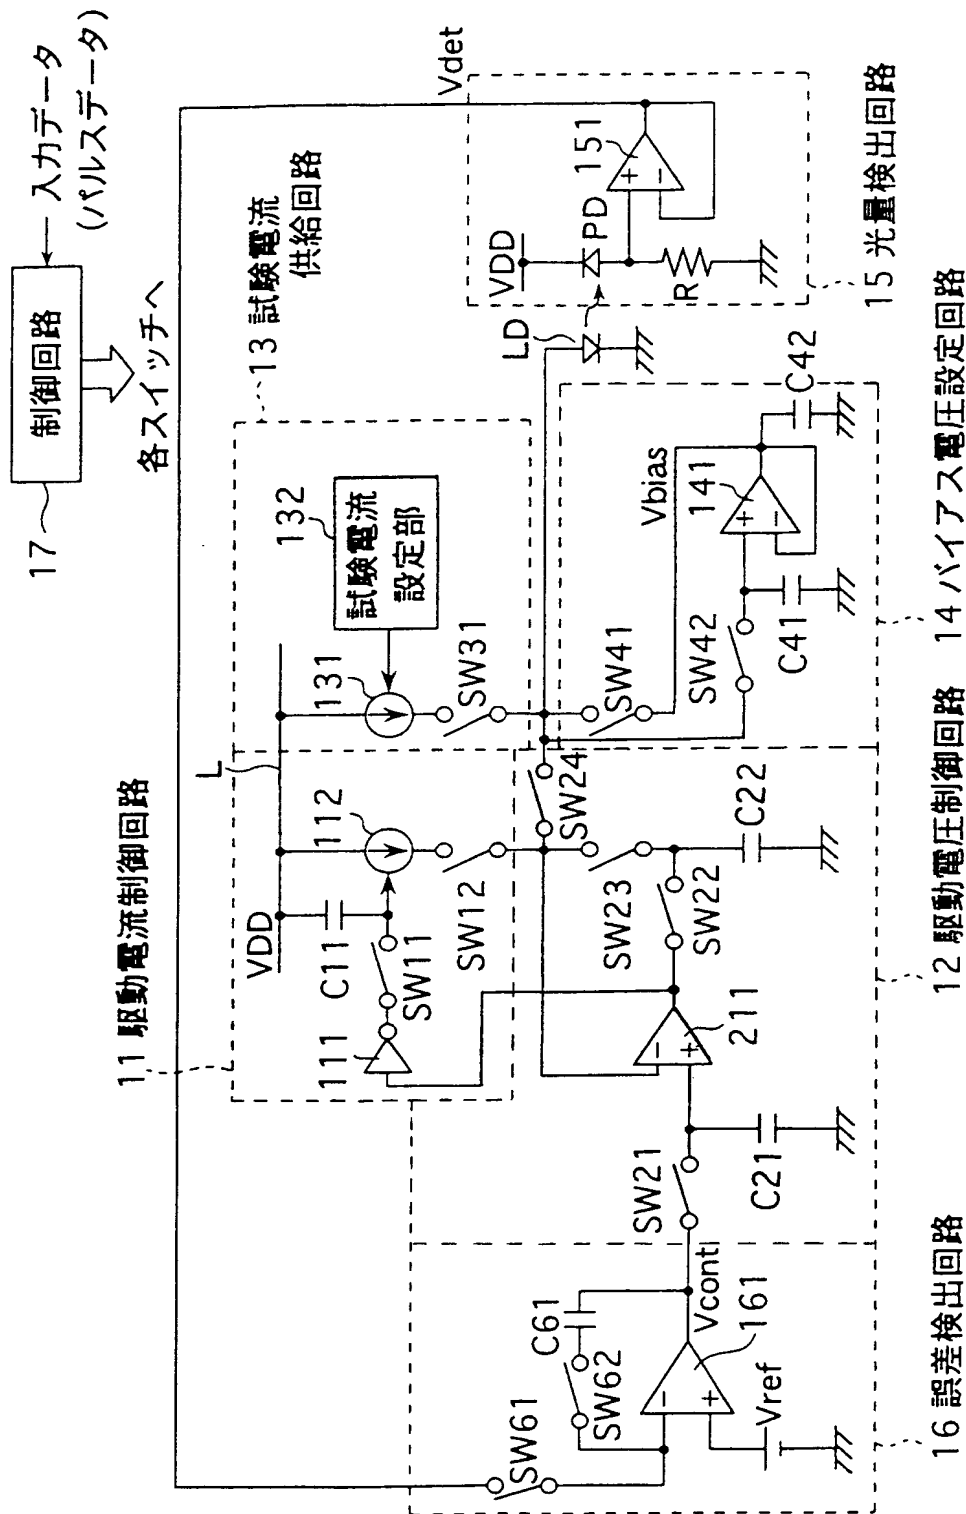 17
制御回路
入力データ
(パルスデータ)
各スイッチへ
11 駆動電流制御回路
L
VDD
C11
111
SW11
112
SW12
13 試験電流
供給回路
131
132
試験電流
設定部
SW31
LD
Vdet
VDD
PD
R
151
15 光量検出回路
SW24
SW41
SW42
Vbias
141
C41
C42
14 バイアス電圧設定回路
SW23
SW22
C22
211
SW21
C21
12 駆動電圧制御回路
SW61
SW62
C61
Vcont
161
Vref
16 誤差検出回路